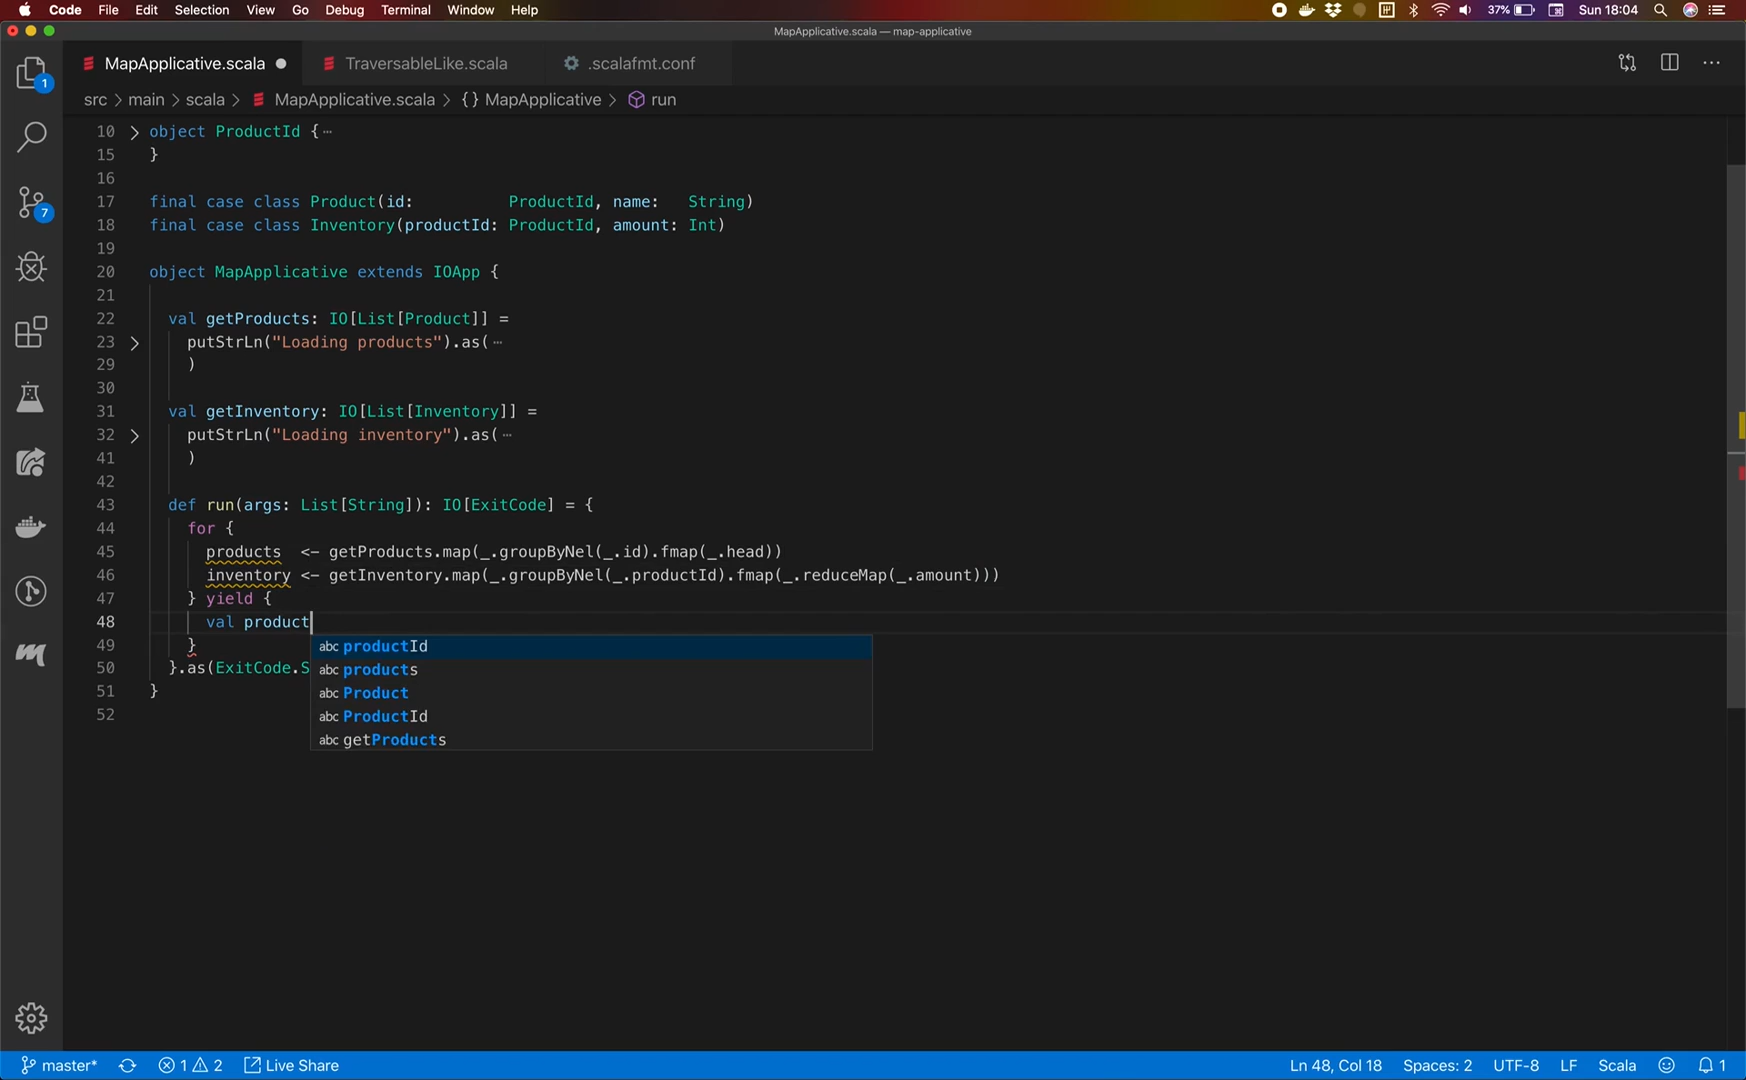 Code File Edit Selection View Go Debug Terminal Window Help 37% Sun 18:04
MapApplicative.scala — map-applicative
MapApplicative.scala TraversableLike.scala .scalafmt.conf
src > main > scala > MapApplicative.scala > {} MapApplicative > run
1
7
10 object ProductId {…
15 }
16
17 final case class Product(id:          ProductId, name:   String)
18 final case class Inventory(productId: ProductId, amount: Int)
19
20 object MapApplicative extends IOApp {
21
22   val getProducts: IO[List[Product]] =
23     putStrLn("Loading products").as(…
29     )
30
31   val getInventory: IO[List[Inventory]] =
32     putStrLn("Loading inventory").as(…
41     )
42
43   def run(args: List[String]): IO[ExitCode] = {
44     for {
45       products  <- getProducts.map(_.groupByNel(_.id).fmap(_.head))
46       inventory <- getInventory.map(_.groupByNel(_.productId).fmap(_.reduceMap(_.amount)))
47     } yield {
48       val product
49     }
50   }.as(ExitCode.S
51 }
52
abc productId
abc products
abc Product
abc ProductId
abc getProducts
master* 1 2 Live Share Ln 48, Col 18 Spaces: 2 UTF-8 LF Scala 1